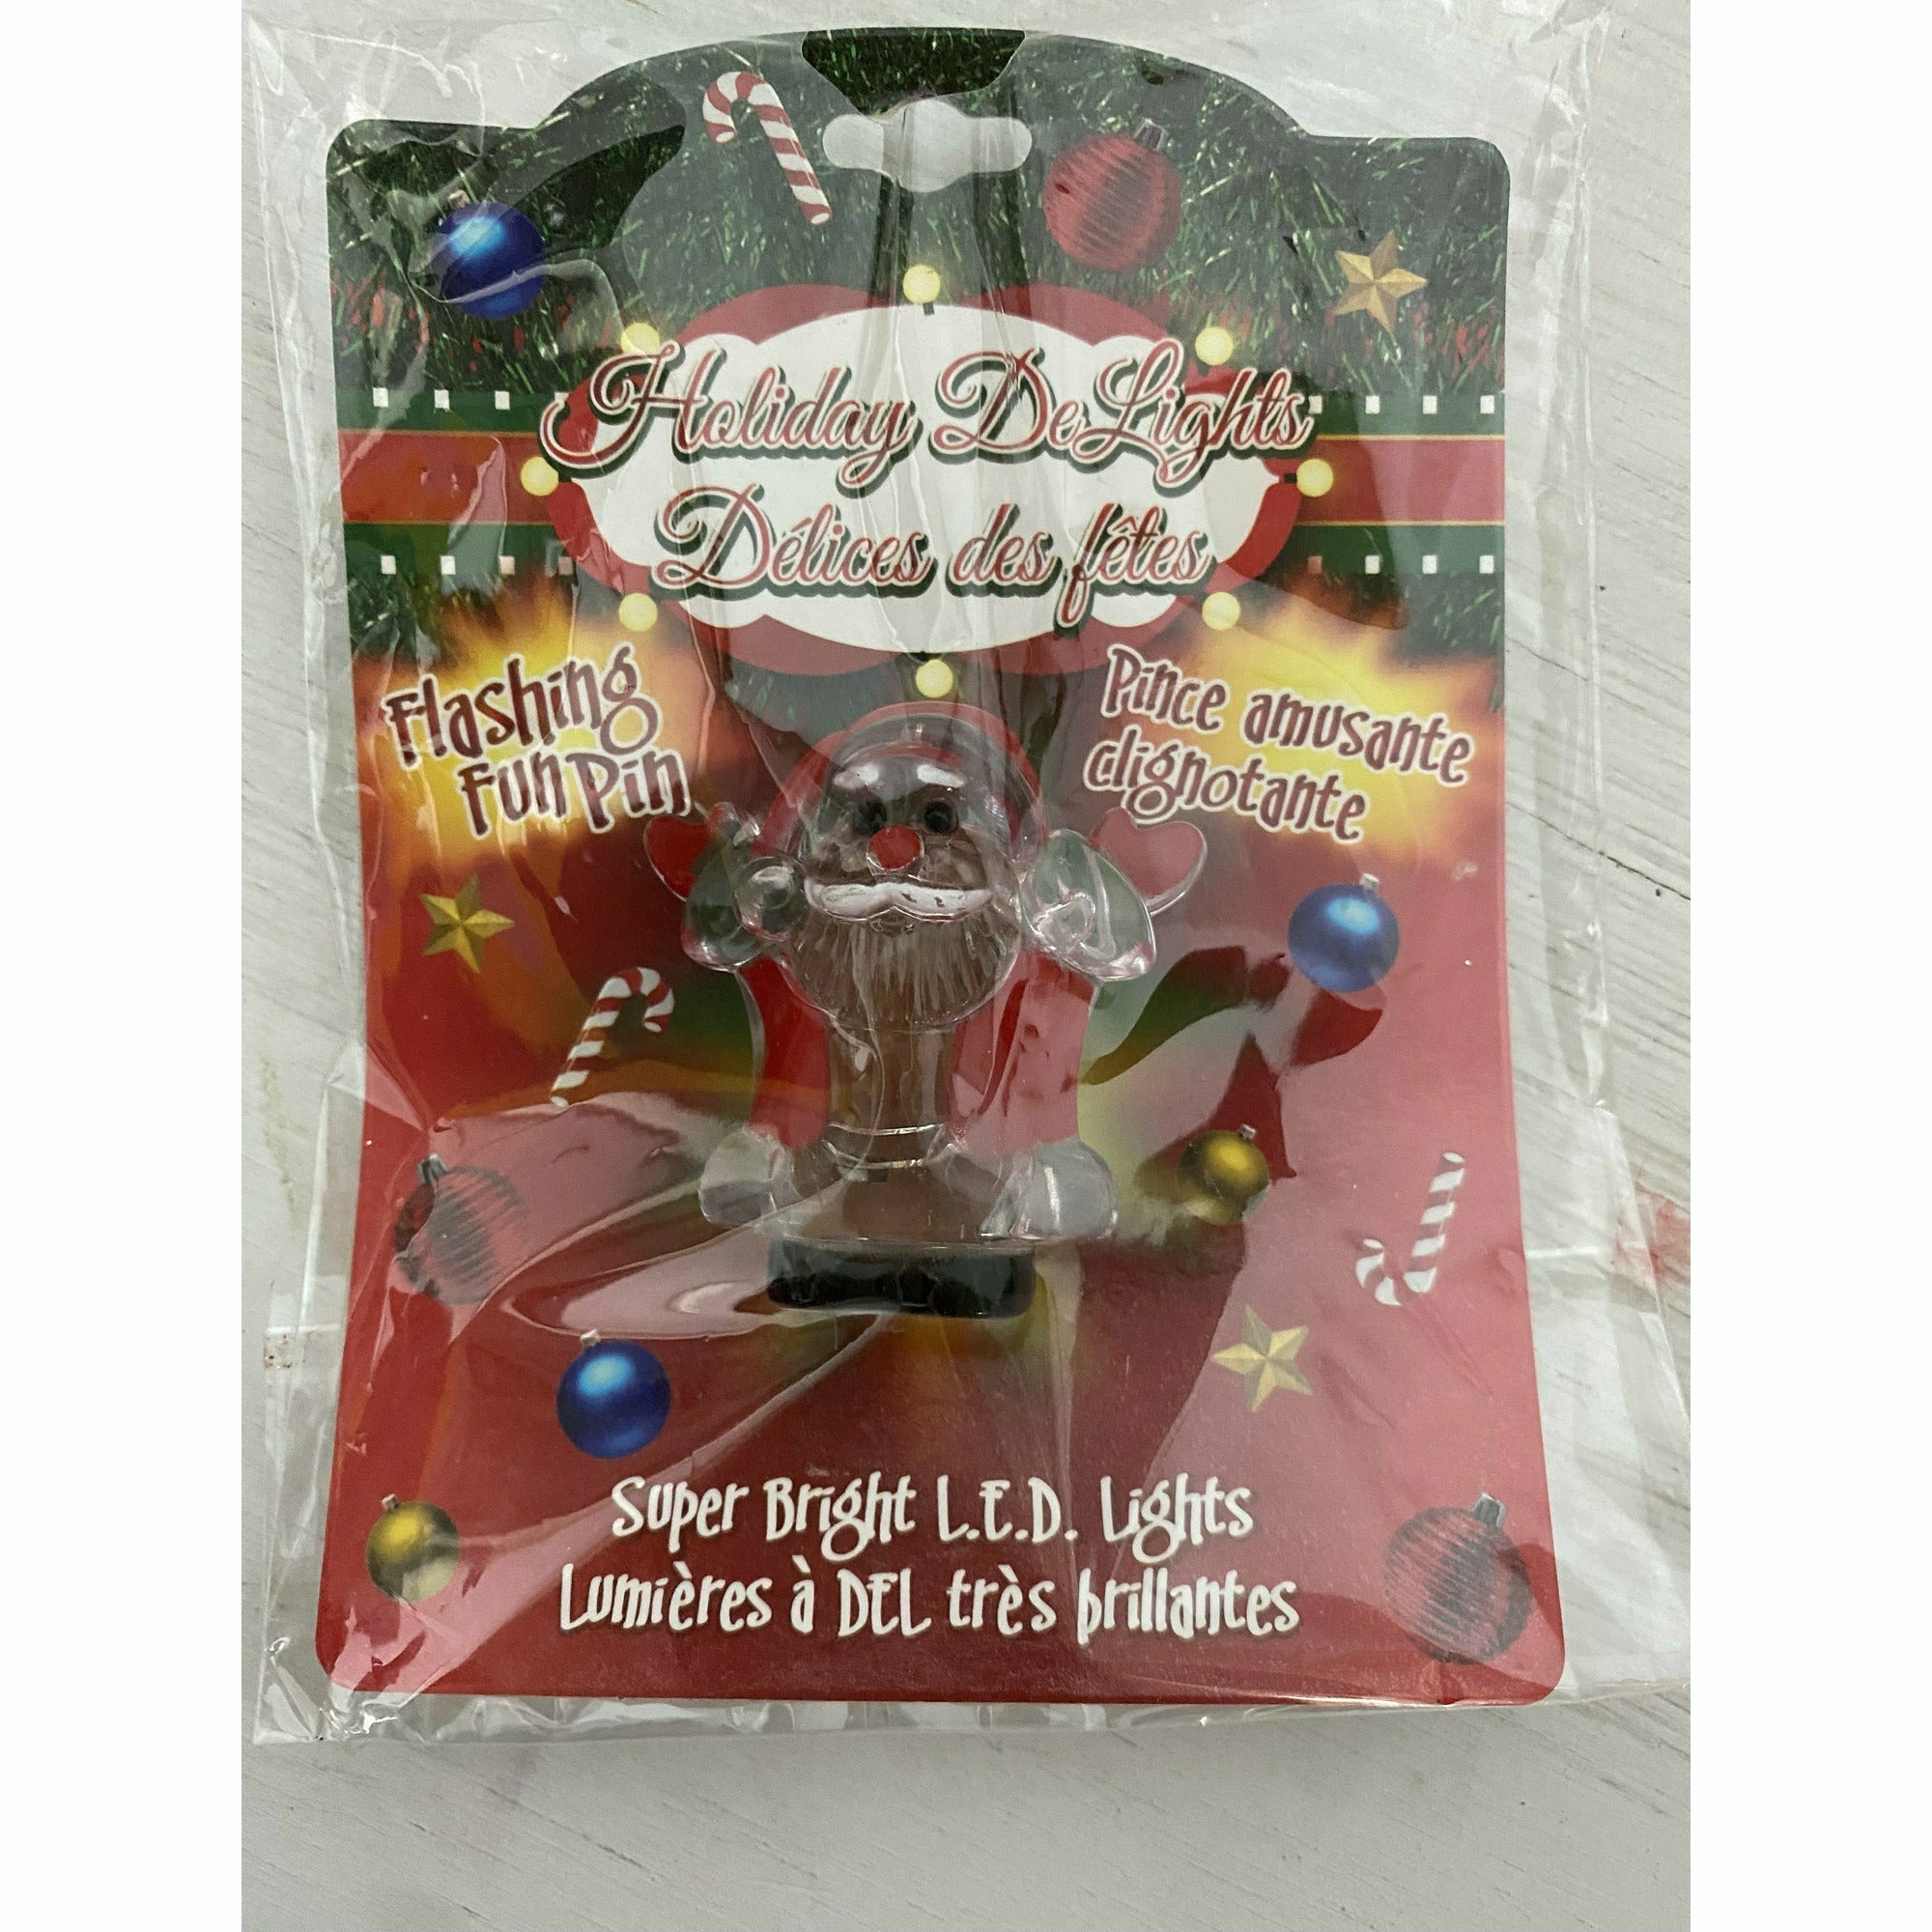 Holiday DeLights
Délices des fêtes
Flashing
Fun Pin
Pince amusante
clignotante
Super Bright L.E.D. Lights
Lumières à DEL très brillantes